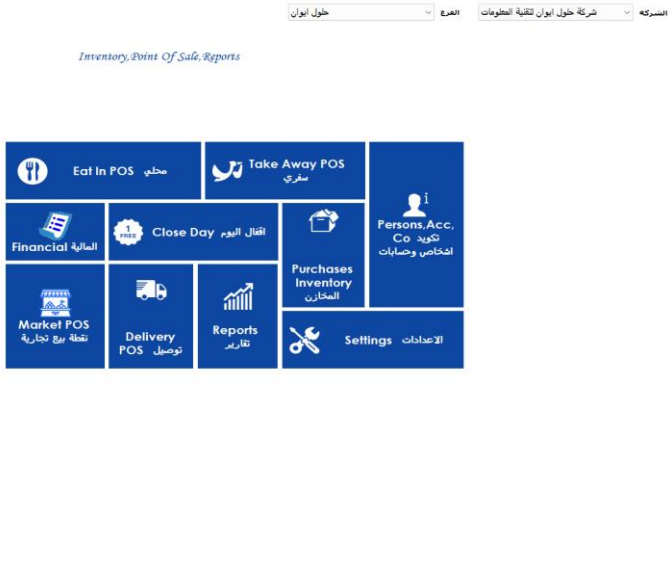 الشركة شركة حلول ايوان لتقنية المعلومات الفرع حلول ايوان
Inventory,Point Of Sale,Reports
Eat In POS محلي
Take Away POS
سفري
i
Persons,Acc,
Co تكويد
اشخاص وحسابات
Financial المالية
1
FREE
Close Day اقفال اليوم
Purchases
Inventory
المخازن
Market POS
نقطة بيع تجارية
Delivery
POS توصيل
Reports
تقارير
Settings الاعدادات